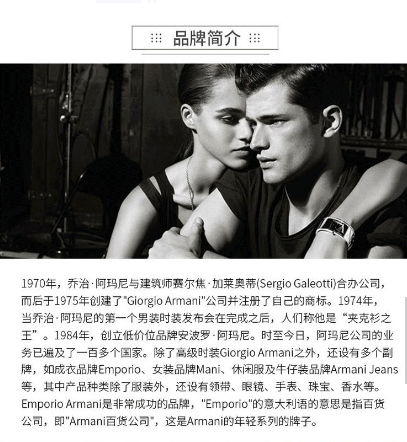 品牌简介
1970年，乔治·阿玛尼与建筑师赛尔焦·加莱奥蒂(Sergio Galeotti)合办公司，
而后于1975年创建了"Giorgio Armani"公司并注册了自己的商标。1974年，
当乔治·阿玛尼的第一个男装时装发布会在完成之后，人们称他是“夹克衫之
王”。1984年，创立低价位品牌安波罗·阿玛尼。时至今日，阿玛尼公司的业
务已遍及了一百多个国家。除了高级时装Giorgio Armani之外，还设有多个副
牌，如成衣品牌Emporio、女装品牌Mani、休闲服及牛仔装品牌Armani Jeans
等，其中产品种类除了服装外，还设有领带、眼镜、手表、珠宝、香水等。
Emporio Armani是非常成功的品牌，"Emporio"的意大利语的意思是指百货
公司，即"Armani百货公司"，这是Armani的年轻系列的牌子。